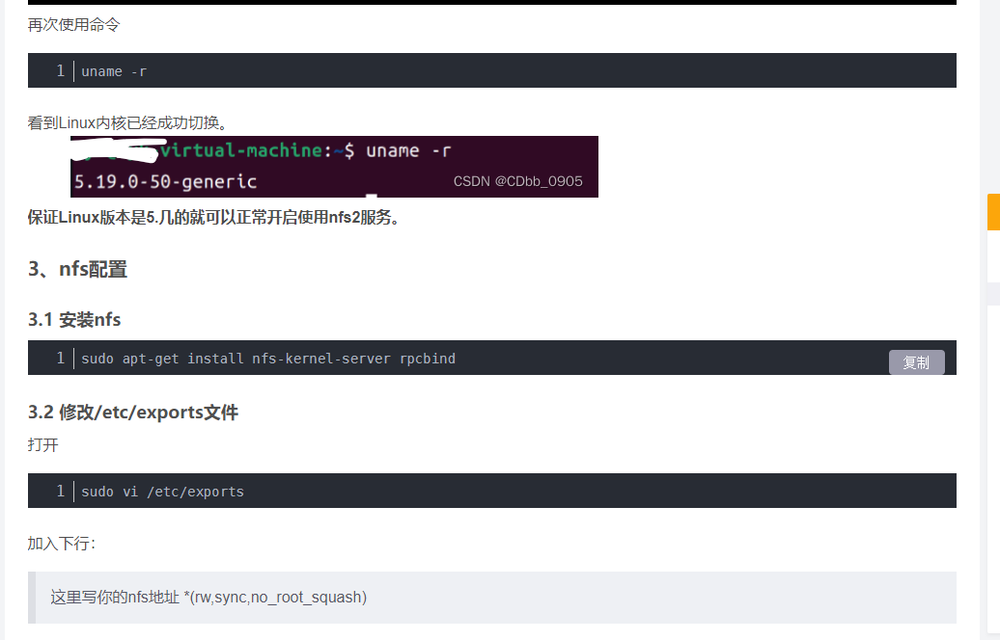 再次使用命令
1 uname -r
看到Linux内核已经成功切换。
virtual-machine:~$ uname -r
5.19.0-50-generic
CSDN @CDbb_0905
保证Linux版本是5.几的就可以正常开启使用nfs2服务。
3、nfs配置
3.1 安装nfs
1 sudo apt-get install nfs-kernel-server rpcbind
复制
3.2 修改/etc/exports文件
打开
1 sudo vi /etc/exports
加入下行：
这里写你的nfs地址 *(rw,sync,no_root_squash)